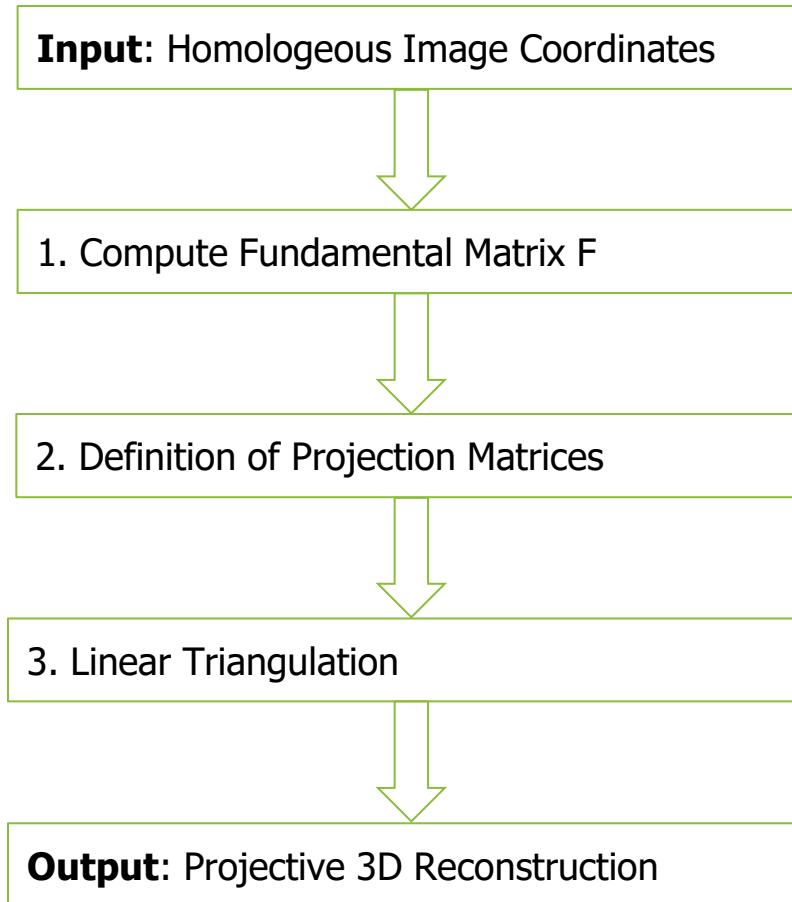 Input: Homologeous Image Coordinates
1. Compute Fundamental Matrix F
2. Definition of Projection Matrices
3. Linear Triangulation
Output: Projective 3D Reconstruction